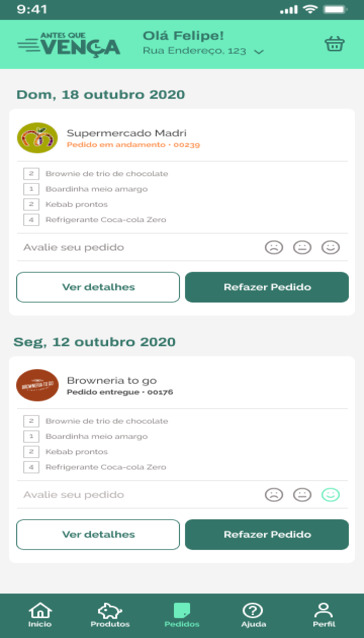 9:41
ANTES QUE
VENÇA
Olá Felipe!
Rua Endereço, 123
Dom, 18 outubro 2020
Supermercado Madri
Pedido em andamento • 00239
2 Brownie de trio de chocolate
1 Boardinha meio amargo
2 Kebab prontos
4 Refrigerante Coca-cola Zero
Avalie seu pedido
Ver detalhes Refazer Pedido
Seg, 12 outubro 2020
BROWNERIA TO GO
Browneria to go
Pedido entregue • 00176
2 Brownie de trio de chocolate
1 Boardinha meio amargo
2 Kebab prontos
4 Refrigerante Coca-cola Zero
Avalie seu pedido
Ver detalhes Refazer Pedido
Início Produtos Pedidos Ajuda Perfil